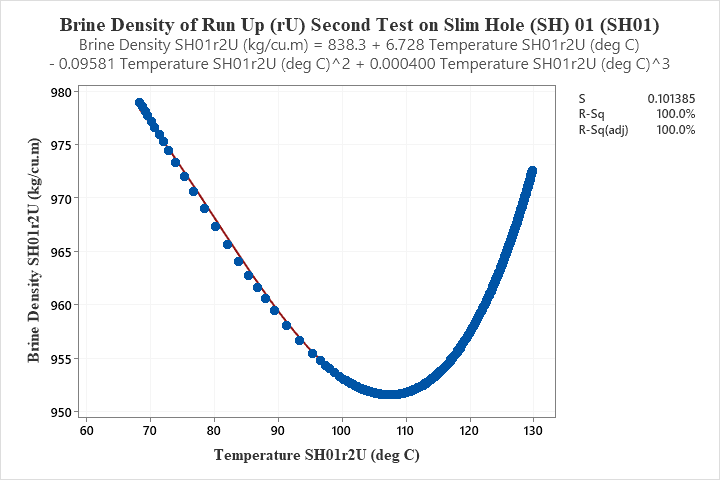 Brine Density of Run Up (rU) Second Test on Slim Hole (SH) 01 (SH01)
Brine Density SH01r2U (kg/cu.m) = 838.3 + 6.728 Temperature SH01r2U (deg C)
- 0.09581 Temperature SH01r2U (deg C)^2 + 0.000400 Temperature SH01r2U (deg C)^3
S 0.101385
R-Sq 100.0%
R-Sq(adj) 100.0%
Brine Density SH01r2U (kg/cu.m)
980
975
970
965
960
955
950
60 70 80 90 100 110 120 130
Temperature SH01r2U (deg C)